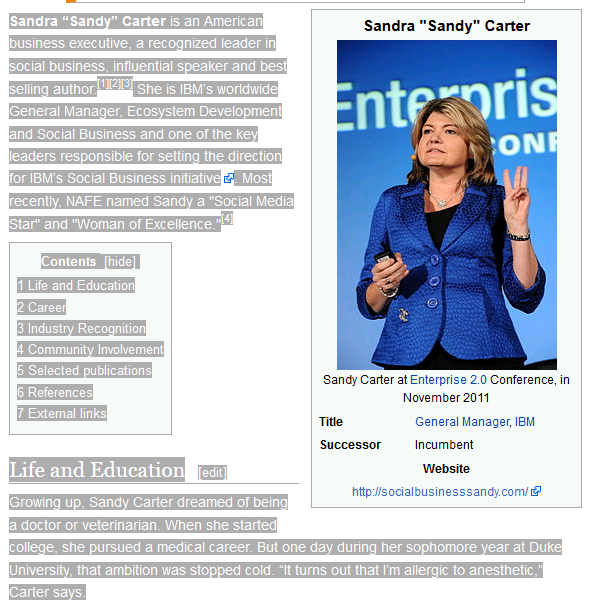 Sandra “Sandy” Carter is an American
business executive, a recognized leader in
social business, influential speaker and best
selling author.[1][2][3] She is IBM's worldwide
General Manager, Ecosystem Development
and Social Business and one of the key
leaders responsible for setting the direction
for IBM's Social Business initiative. Most
recently, NAFE named Sandy a "Social Media
Star" and "Woman of Excellence."[4]
Contents [hide]
1 Life and Education
2 Career
3 Industry Recognition
4 Community Involvement
5 Selected publications
6 References
7 External links
Sandra "Sandy" Carter
Enterpris
CONF
Sandy Carter at Enterprise 2.0 Conference, in
November 2011
Title General Manager, IBM
Successor Incumbent
Website
http://socialbusinesssandy.com/
Life and Education [edit]
Growing up, Sandy Carter dreamed of being
a doctor or veterinarian. When she started
college, she pursued a medical career. But one day during her sophomore year at Duke
University, that ambition was stopped cold. “It turns out that I'm allergic to anesthetic,”
Carter says.